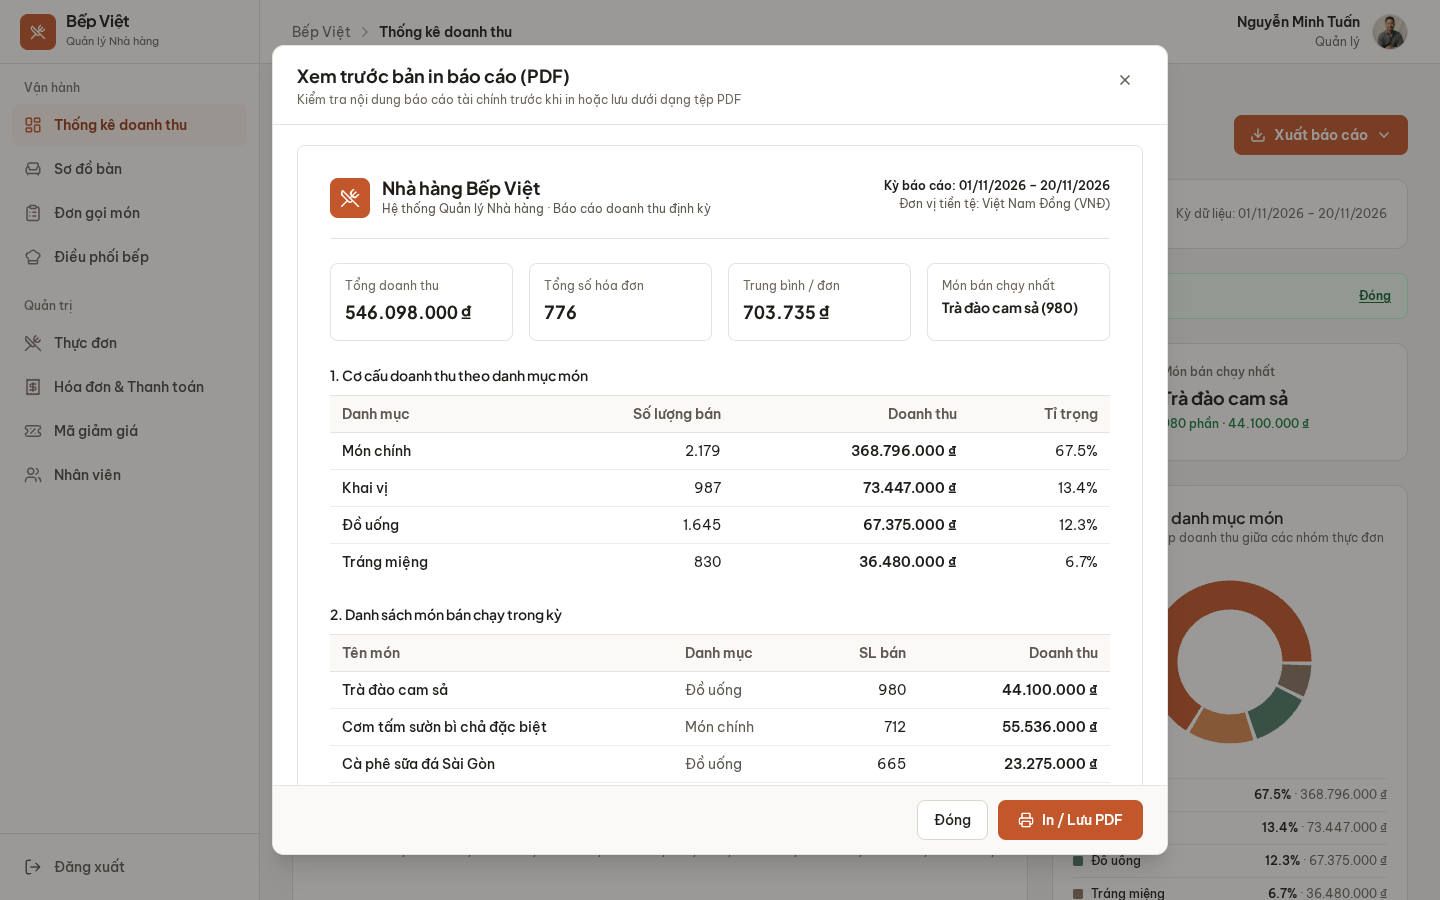 Bếp Việt
Quản lý Nhà hàng
Vận hành
Thống kê doanh thu
Sơ đồ bàn
Đơn gọi món
Điều phối bếp
Quản trị
Thực đơn
Hóa đơn & Thanh toán
Mã giảm giá
Nhân viên
Đăng xuất
Bếp Việt > Thống kê doanh thu
Nguyễn Minh Tuấn
Quản lý
Xuất báo cáo
Kỳ dữ liệu: 01/11/2026 – 20/11/2026
Đóng
Món bán chạy nhất
Trà đào cam sả
980 phần · 44.100.000 đ
danh mục món
doanh thu giữa các nhóm thực đơn
67.5% · 368.796.000 đ
13.4% · 73.447.000 đ
Đồ uống 12.3% · 67.375.000 đ
Tráng miệng 6.7% · 36.480.000 đ
Xem trước bản in báo cáo (PDF)
Kiểm tra nội dung báo cáo tài chính trước khi in hoặc lưu dưới dạng tệp PDF
Nhà hàng Bếp Việt
Hệ thống Quản lý Nhà hàng · Báo cáo doanh thu định kỳ
Kỳ báo cáo: 01/11/2026 – 20/11/2026
Đơn vị tiền tệ: Việt Nam Đồng (VNĐ)
Tổng doanh thu
546.098.000 đ
Tổng số hóa đơn
776
Trung bình / đơn
703.735 đ
Món bán chạy nhất
Trà đào cam sả (980)
1. Cơ cấu doanh thu theo danh mục món
Danh mục Số lượng bán Doanh thu Tỉ trọng
Món chính 2.179 368.796.000 đ 67.5%
Khai vị 987 73.447.000 đ 13.4%
Đồ uống 1.645 67.375.000 đ 12.3%
Tráng miệng 830 36.480.000 đ 6.7%
2. Danh sách món bán chạy trong kỳ
Tên món Danh mục SL bán Doanh thu
Trà đào cam sả Đồ uống 980 44.100.000 đ
Cơm tấm sườn bì chả đặc biệt Món chính 712 55.536.000 đ
Cà phê sữa đá Sài Gòn Đồ uống 665 23.275.000 đ
Đóng
In / Lưu PDF